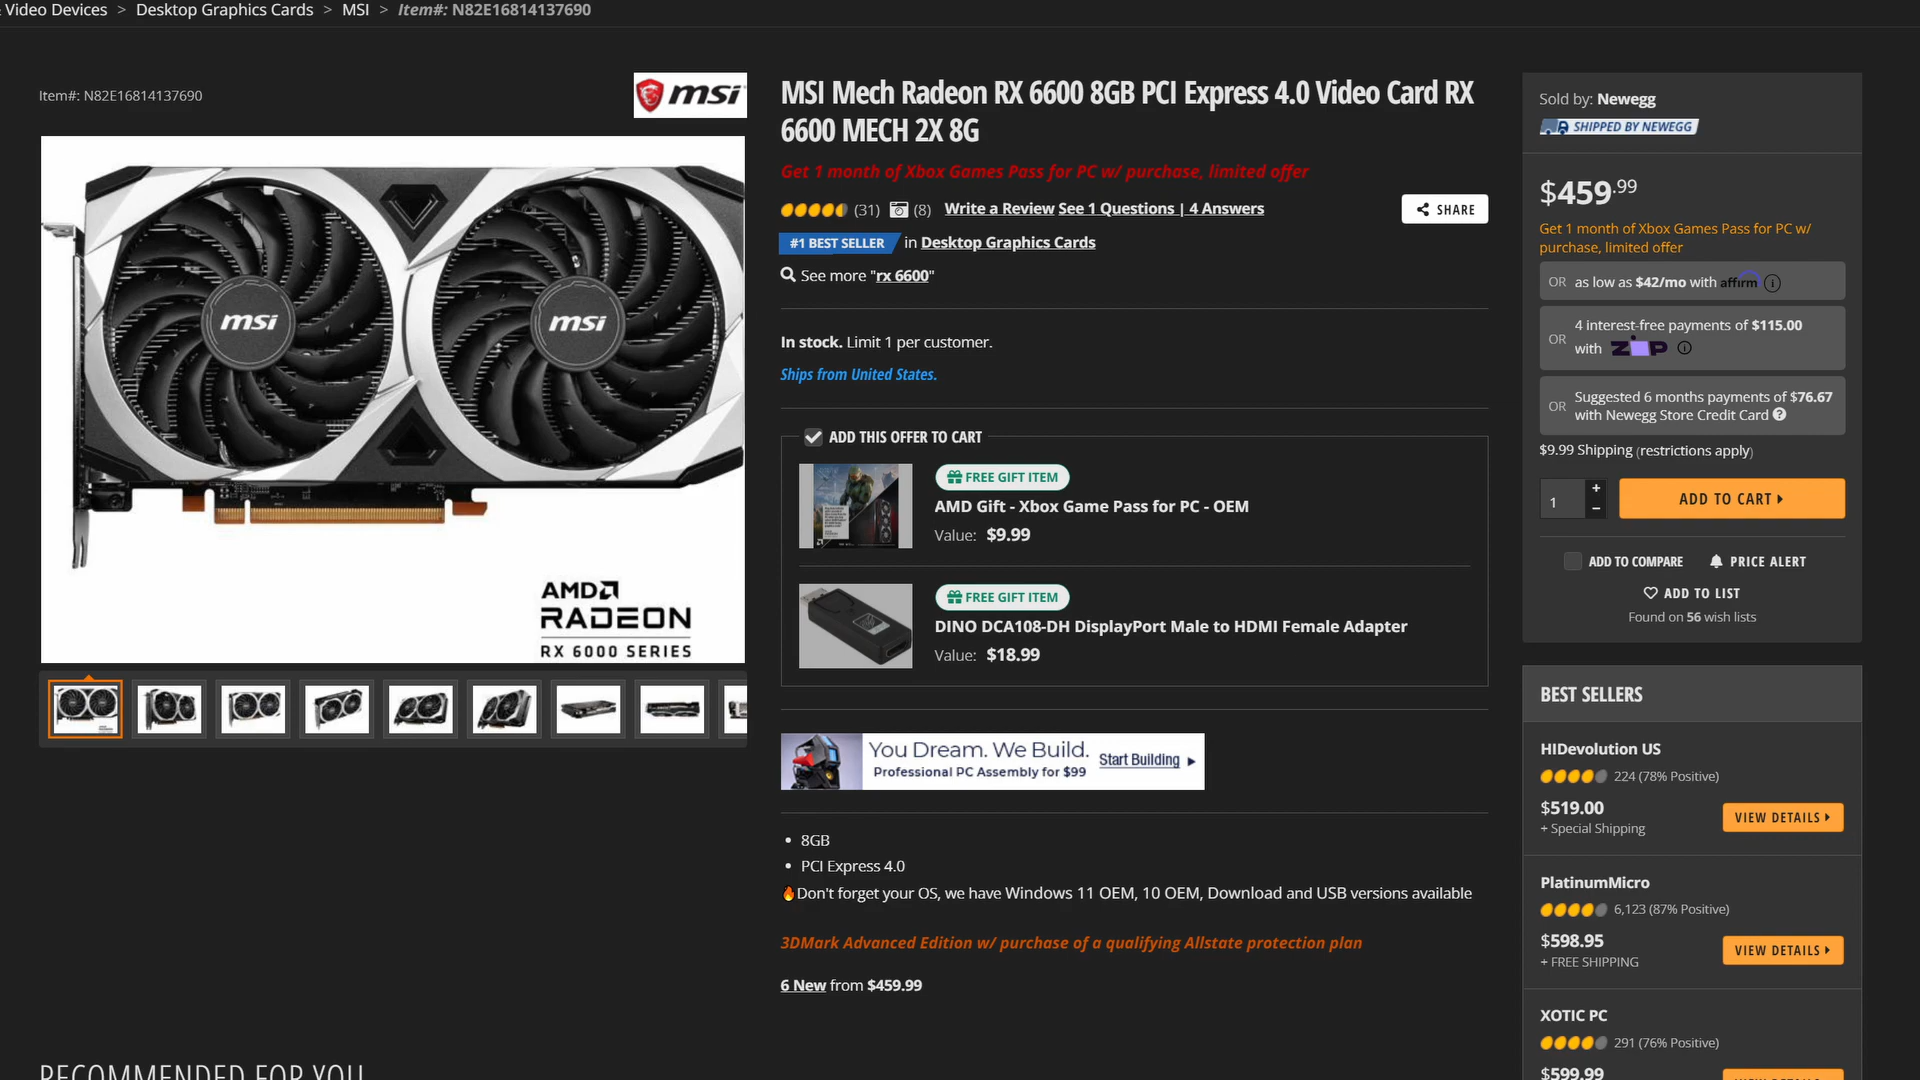 Video Devices > Desktop Graphics Cards > MSI > Item#: N82E16814137690
Item#: N82E16814137690
msi
msi
msi
AMD
RADEON
RX 6000 SERIES
MSI Mech Radeon RX 6600 8GB PCI Express 4.0 Video Card RX
6600 MECH 2X 8G
Get 1 month of Xbox Games Pass for PC w/ purchase, limited offer
(31) (8) Write a Review See 1 Questions | 4 Answers
SHARE
#1 BEST SELLER in Desktop Graphics Cards
See more "rx 6600"
In stock. Limit 1 per customer.
Ships from United States.
ADD THIS OFFER TO CART
FREE GIFT ITEM
AMD Gift - Xbox Game Pass for PC - OEM
Value: $9.99
FREE GIFT ITEM
DINO DCA108-DH DisplayPort Male to HDMI Female Adapter
Value: $18.99
You Dream. We Build.
Professional PC Assembly for $99
Start Building
• 8GB
• PCI Express 4.0
🔥Don't forget your OS, we have Windows 11 OEM, 10 OEM, Download and USB versions available
3DMark Advanced Edition w/ purchase of a qualifying Allstate protection plan
6 New from $459.99
Sold by: Newegg
SHIPPED BY NEWEGG
$459.99
Get 1 month of Xbox Games Pass for PC w/
purchase, limited offer
OR as low as $42/mo with affirm
OR 4 interest-free payments of $115.00
with ZIP
OR Suggested 6 months payments of $76.67
with Newegg Store Credit Card
$9.99 Shipping (restrictions apply)
1 + −
ADD TO CART
ADD TO COMPARE
PRICE ALERT
ADD TO LIST
Found on 56 wish lists
BEST SELLERS
HIDevolution US
224 (78% Positive)
$519.00
+ Special Shipping
VIEW DETAILS
PlatinumMicro
6,123 (87% Positive)
$598.95
+ FREE SHIPPING
VIEW DETAILS
XOTIC PC
291 (76% Positive)
$599.99
VIEW DETAILS
RECOMMENDED FOR YOU